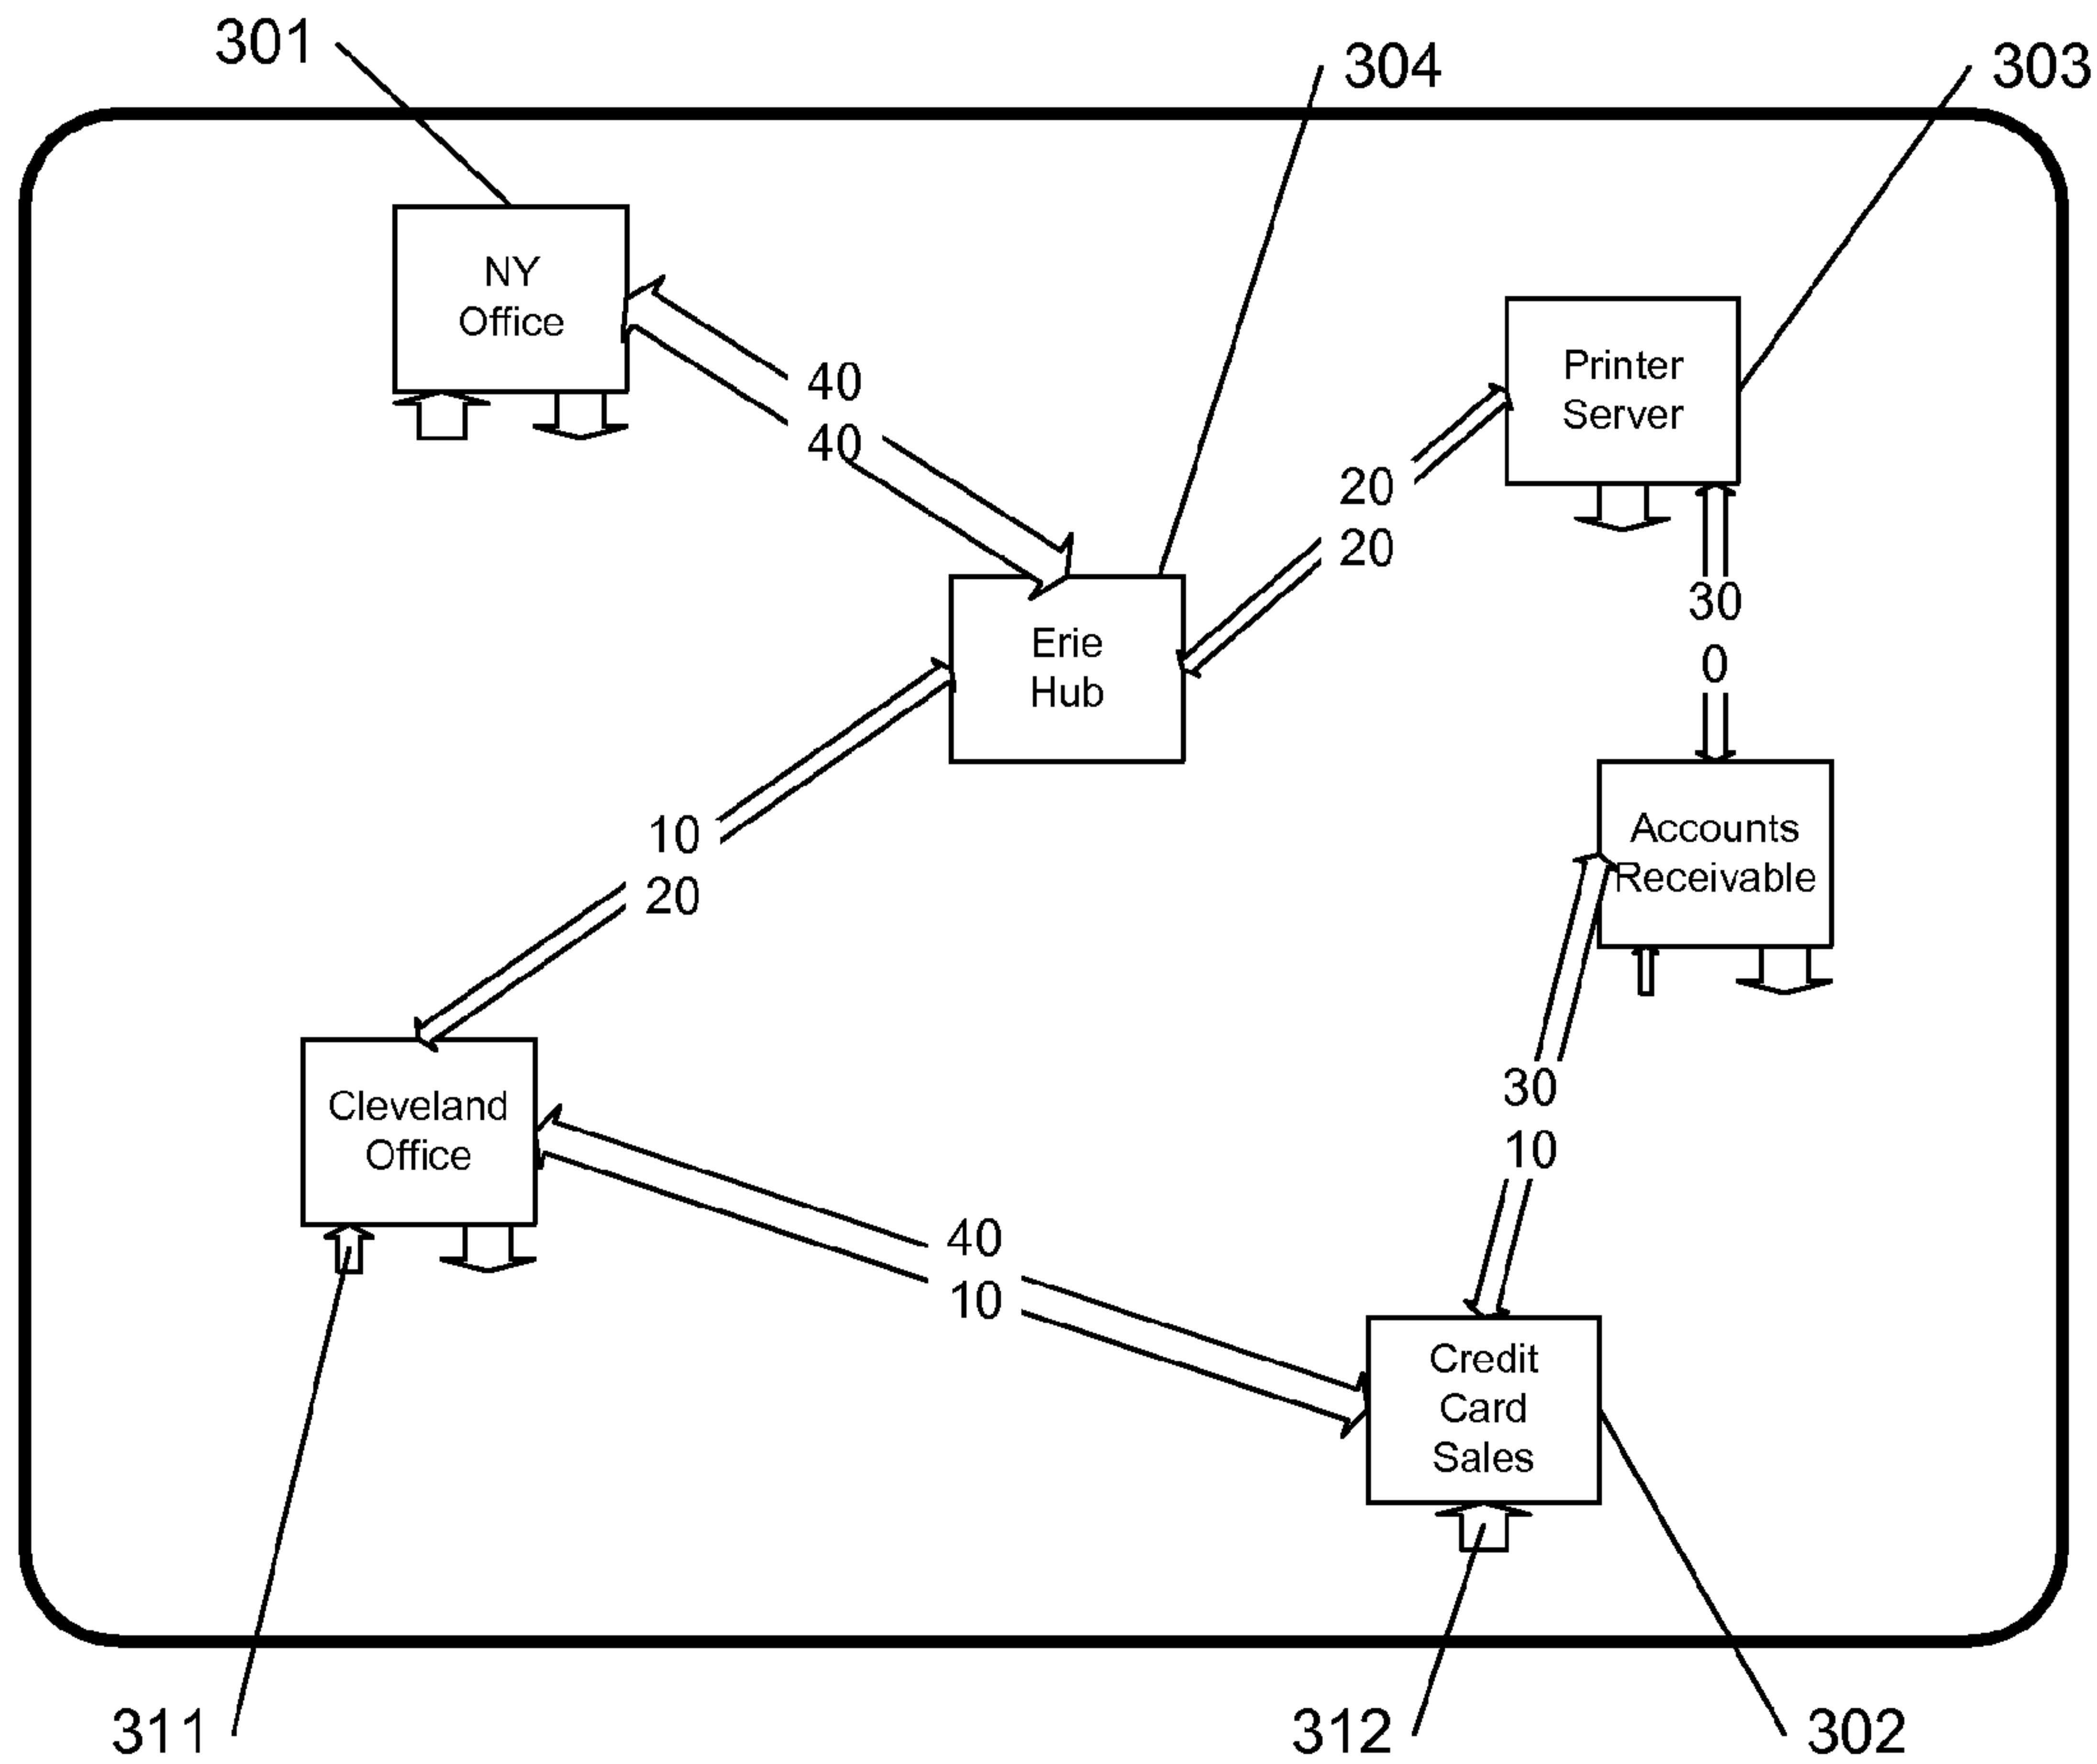 301
304
303
NY
Office
Printer
Server
40
40
20
20
30
0
Erie
Hub
10
20
Accounts
Receivable
Cleveland
Office
30
10
40
10
Credit
Card
Sales
311
312
302